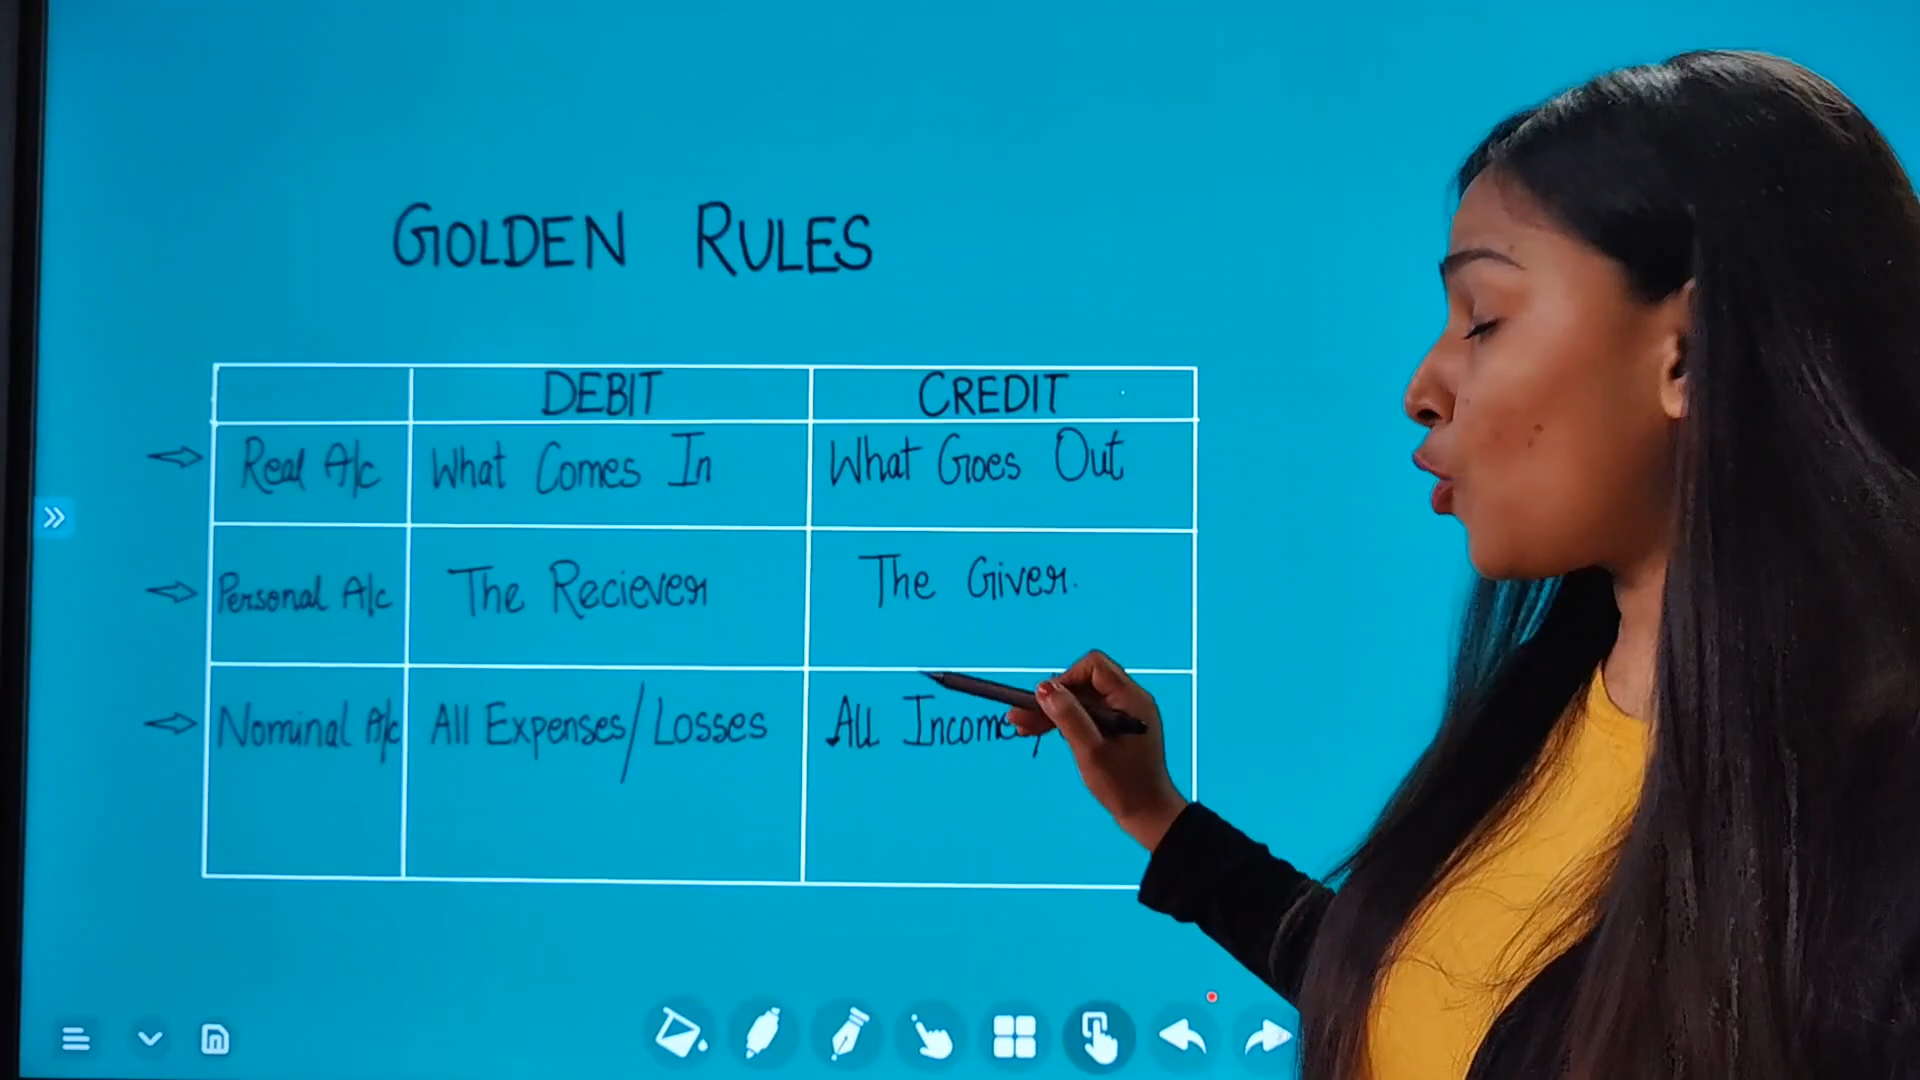 GOLDEN RULES
DEBIT CREDIT
Real A/c What Comes In What Goes Out
Personal A/c The Reciever The Giver.
Nominal A/c All Expenses/Losses All Income/